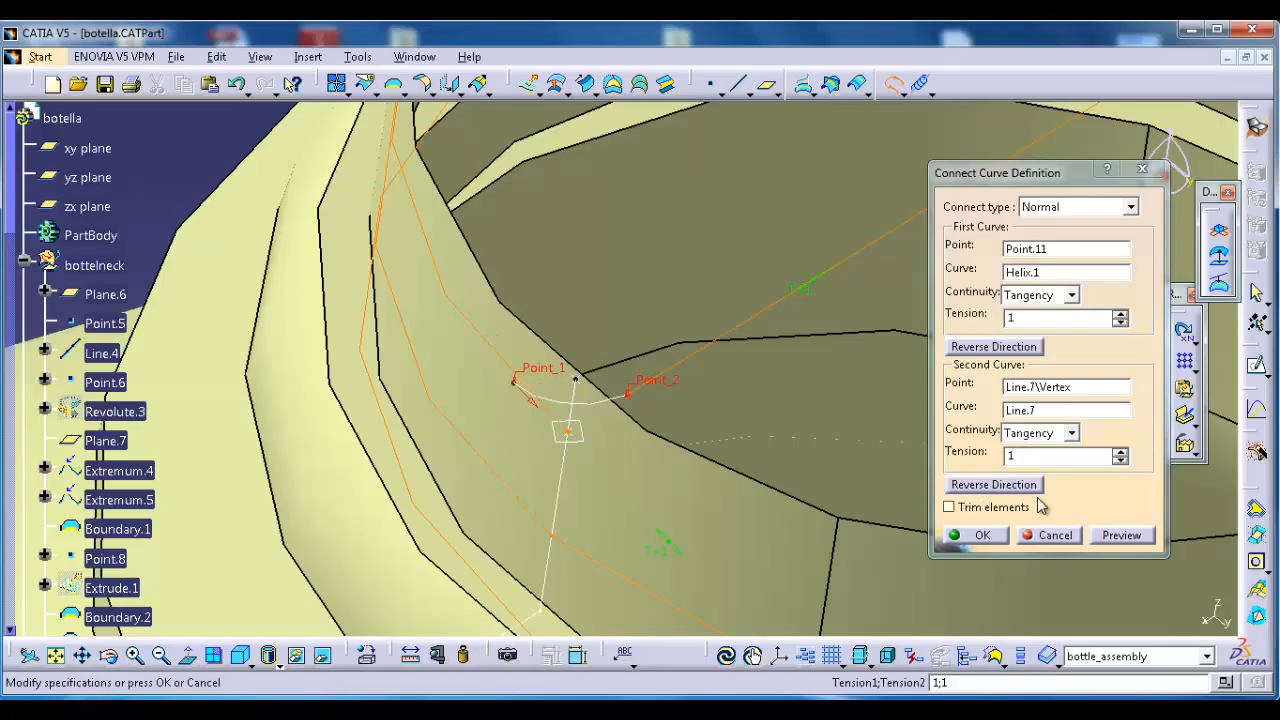 CATIA V5 - [botella.CATPart]
Start ENOVIA V5 VPM File Edit View Insert Tools Window Help
botella
xy plane
yz plane
zx plane
PartBody
bottelneck
Plane.6
Point.5
Line.4
Point.6
Revolute.3
Plane.7
Extremum.4
Extremum.5
Boundary.1
Point.8
Extrude.1
Boundary.2
Point_1
Point_2
T=1
Connect Curve Definition
?
Connect type : Normal
First Curve:
Point: Point.11
Curve: Helix.1
Continuity: Tangency
Tension: 1
Reverse Direction
Second Curve:
Point: Line.7\Vertex
Curve: Line.7
Continuity: Tangency
Tension: 1
Reverse Direction
Trim elements
OK Cancel Preview
D...
R...
z
x
y
ABC
bottle_assembly
CATIA
Modify specifications or press OK or Cancel
Tension1;Tension2 1;1